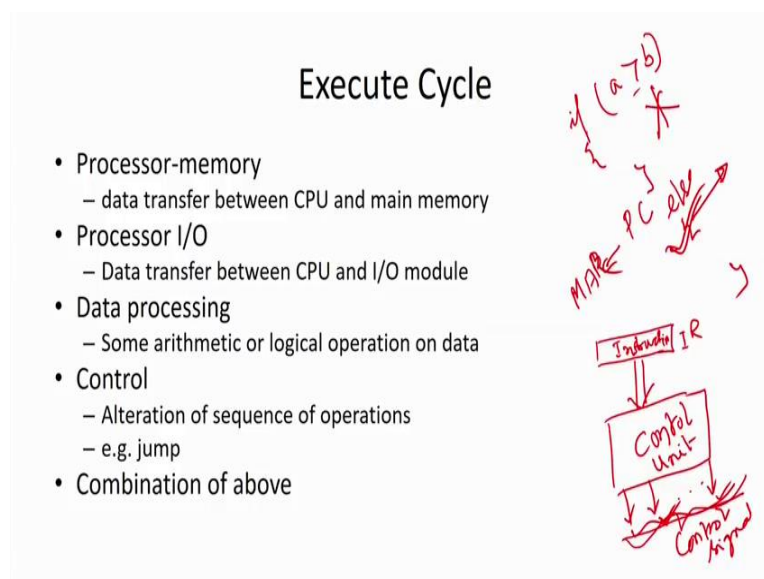 Execute Cycle
• Processor-memory
– data transfer between CPU and main memory
• Processor I/O
– Data transfer between CPU and I/O module
• Data processing
– Some arithmetic or logical operation on data
• Control
– Alteration of sequence of operations
– e.g. jump
• Combination of above
if (a > b)
{
}
else
PC
MAR
}
IR
Control
Unit
...
Control
signal